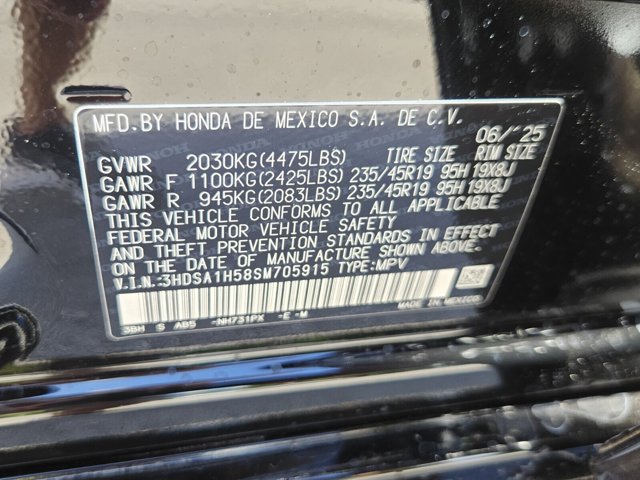 MFD.BY HONDA DE MEXICO S.A. DE C.V.
06/'25
GVWR 2030KG(4475LBS) TIRE SIZE RIM SIZE
GAWR F 1100KG(2425LBS) 235/45R19 95H 19X8J
GAWR R 945KG(2083LBS) 235/45R19 95H 19X8J
THIS VEHICLE CONFORMS TO ALL APPLICABLE
FEDERAL MOTOR VEHICLE SAFETY
AND THEFT PREVENTION STANDARDS IN EFFECT
ON THE DATE OF MANUFACTURE SHOWN ABOVE.
V.I.N.:3HDSA1H58SM705915 TYPE:MPV
MADE IN MEXICO
3BH S AB5 -NH731PX -E -M